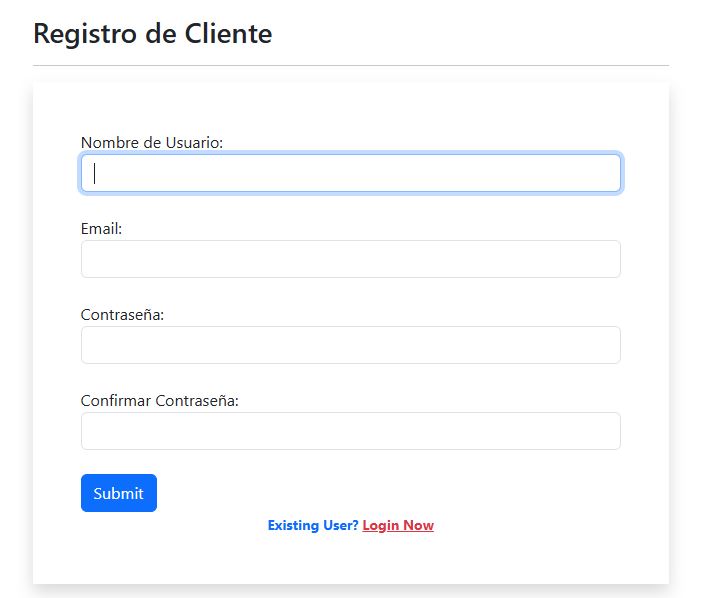 Registro de Cliente
Nombre de Usuario:
Email:
Contraseña:
Confirmar Contraseña:
Submit
Existing User? Login Now